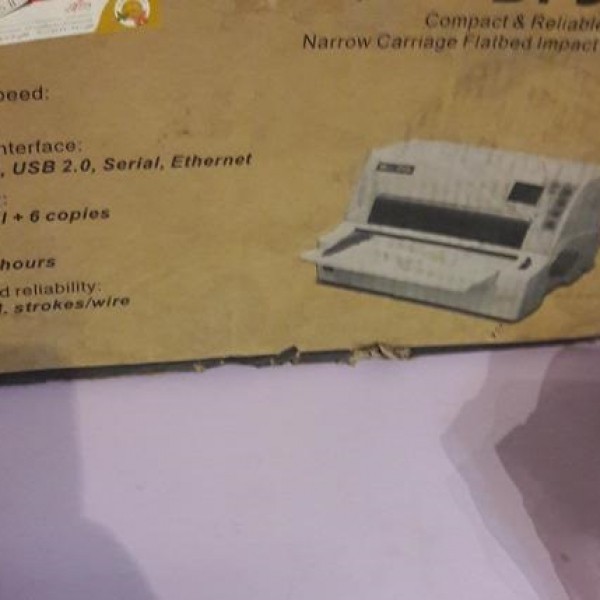 Compact & Reliable
Narrow Carriage Flatbed Impact
peed:
nterface:
, USB 2.0, Serial, Ethernet
:
l + 6 copies
hours
d reliability:
l. strokes/wire